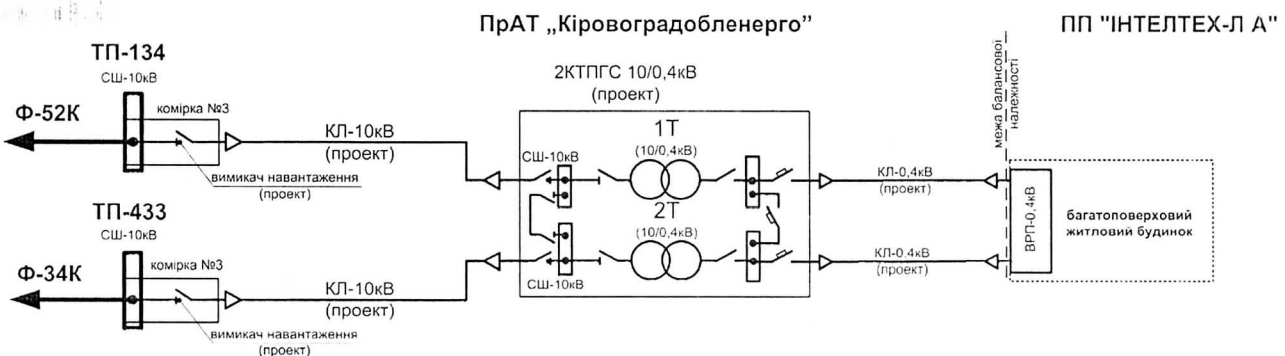 ПрАТ „Кіровоградобленерго”
ПП "ІНТЕЛТЕХ-Л А"
ТП-134
СШ-10кВ
Ф-52К
комірка №3
вимикач навантаження
(проект)
КЛ-10кВ
(проект)
2КТПГС 10/0,4кВ
(проект)
СШ-10кВ
1Т
(10/0,4кВ)
КЛ-0,4кВ
(проект)
межа балансової
належності
ВРП-0,4кВ
багатоповерховий
житловий будинок
ТП-433
СШ-10кВ
Ф-34К
комірка №3
вимикач навантаження
(проект)
КЛ-10кВ
(проект)
СШ-10кВ
2Т
(10/0,4кВ)
КЛ-0.4кВ
(проект)